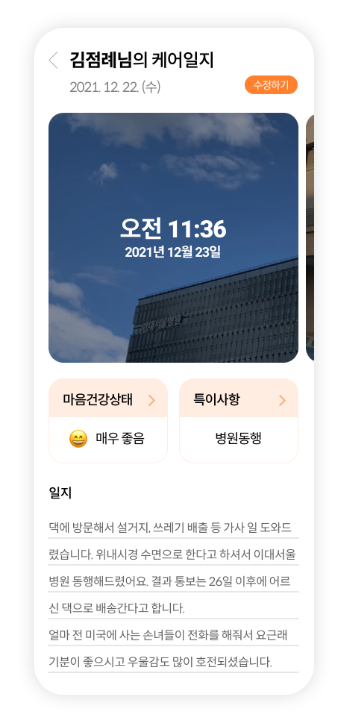 김점례님의 케어일지
2021. 12. 22. (수)
수정하기
오전 11:36
2021년 12월 23일
마음건강상태
특이사항
매우 좋음
병원동행
일지
댁에 방문해서 설거지, 쓰레기 배출 등 가사 일 도와드
렸습니다. 위내시경 수면으로 한다고 하셔서 이대서울
병원 동행해드렸어요. 결과 통보는 26일 이후에 어르
신 댁으로 배송간다고 합니다.
얼마 전 미국에 사는 손녀들이 전화를 해줘서 요근래
기분이 좋으시고 우울감도 많이 호전되셨습니다.